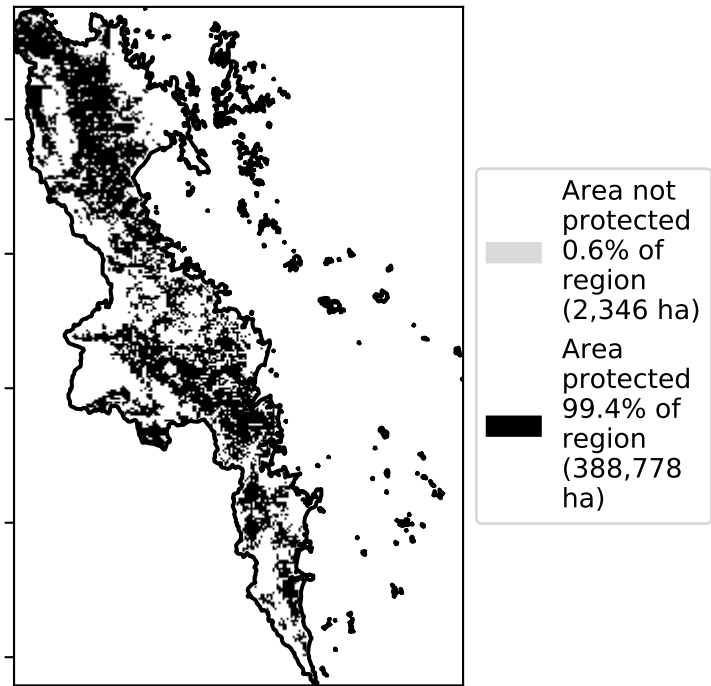 Area not
protected
0.6% of
region
(2,346 ha)
Area
protected
99.4% of
region
(388,778
ha)